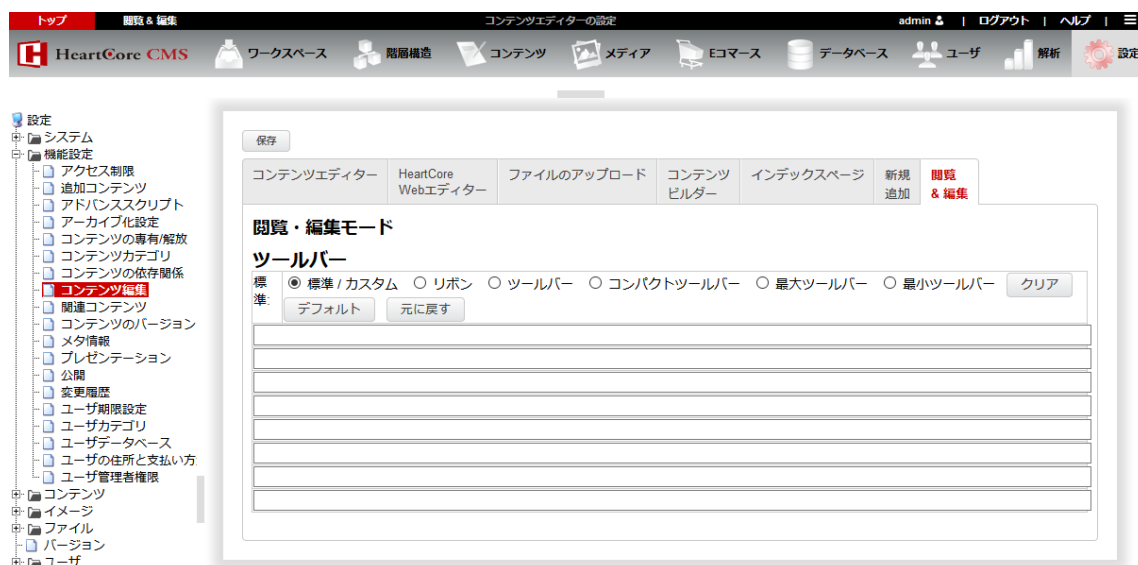 トップ 閲覧 & 編集 コンテンツエディターの設定 admin | ログアウト | ヘルプ |
HeartCore CMS ワークスペース 階層構造 コンテンツ メディア Eコマース データベース ユーザ 解析 設定
設定
システム
機能設定
アクセス制限
追加コンテンツ
アドバンススクリプト
アーカイブ化設定
コンテンツの専有/解放
コンテンツカテゴリ
コンテンツの依存関係
コンテンツ編集
関連コンテンツ
コンテンツのバージョン
メタ情報
プレゼンテーション
公開
変更履歴
ユーザ期限設定
ユーザカテゴリ
ユーザデータベース
ユーザの住所と支払い方
ユーザ管理者権限
コンテンツ
イメージ
ファイル
バージョン
ユーザ
保存
コンテンツエディター HeartCore Webエディター ファイルのアップロード コンテンツ ビルダー インデックスページ 新規 追加 閲覧 & 編集
閲覧・編集モード
ツールバー
標準: 標準 / カスタム リボン ツールバー コンパクトツールバー 最大ツールバー 最小ツールバー クリア
デフォルト 元に戻す